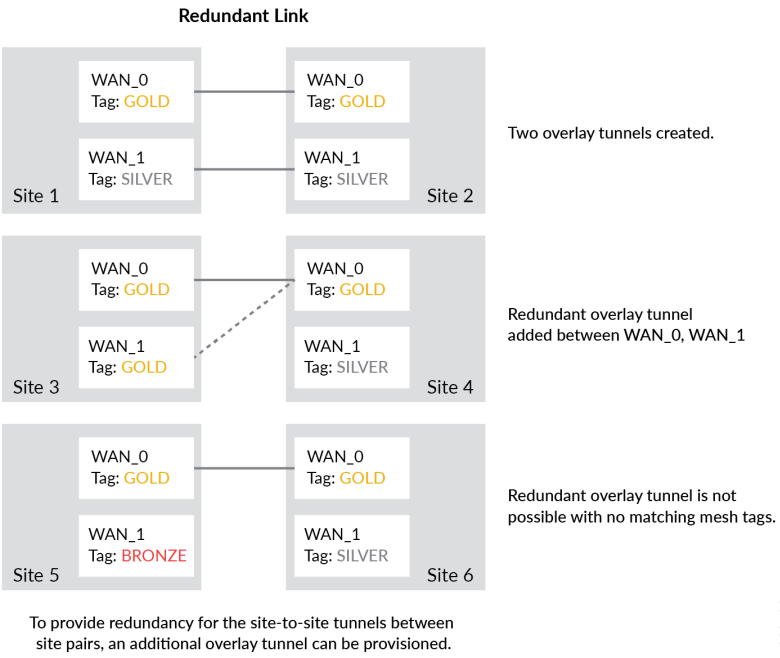 Redundant Link
WAN_0
Tag: GOLD
WAN_1
Tag: SILVER
Site 1
WAN_0
Tag: GOLD
WAN_1
Tag: SILVER
Site 2
Two overlay tunnels created.
WAN_0
Tag: GOLD
WAN_1
Tag: GOLD
Site 3
WAN_0
Tag: GOLD
WAN_1
Tag: SILVER
Site 4
Redundant overlay tunnel
added between WAN_0, WAN_1
WAN_0
Tag: GOLD
WAN_1
Tag: BRONZE
Site 5
WAN_0
Tag: GOLD
WAN_1
Tag: SILVER
Site 6
Redundant overlay tunnel is not
possible with no matching mesh tags.
To provide redundancy for the site-to-site tunnels between
site pairs, an additional overlay tunnel can be provisioned.